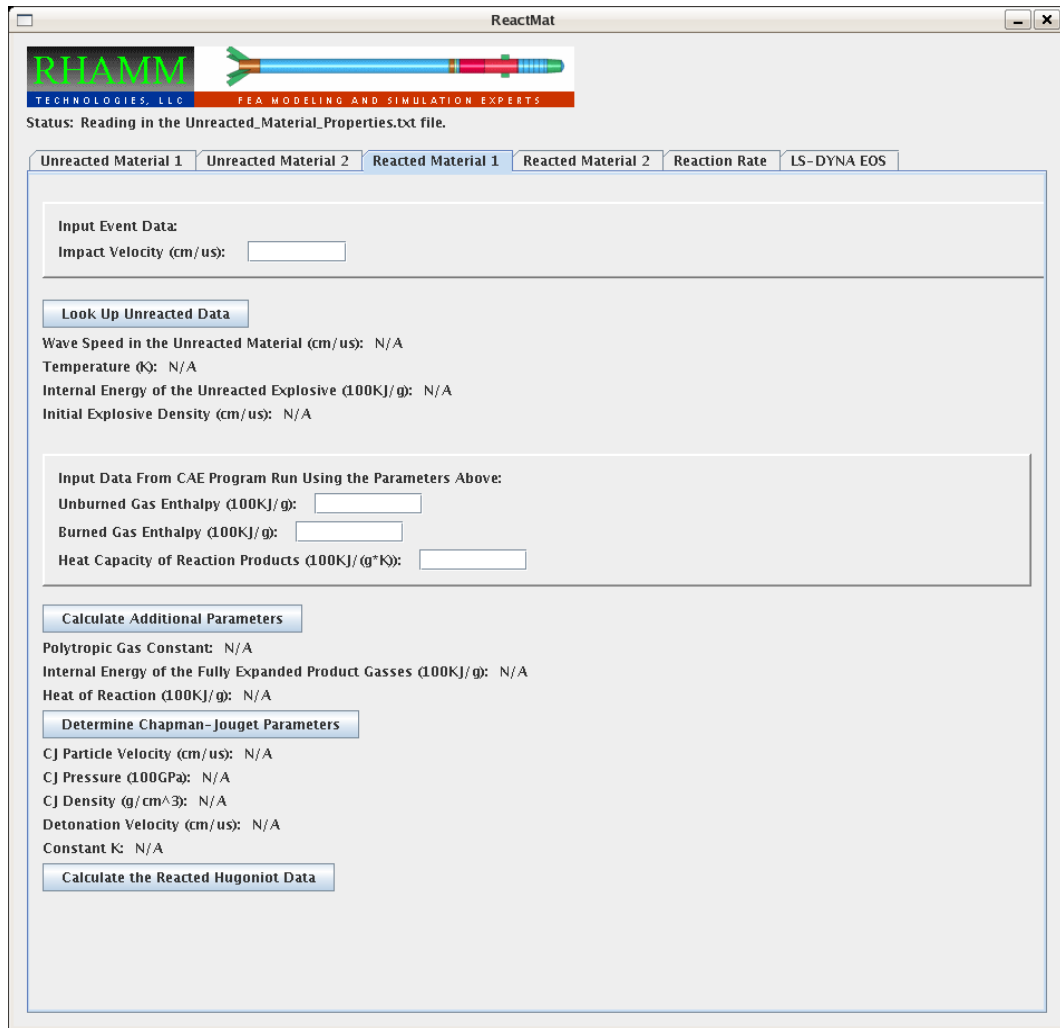 ReactMat
RHAMM
TECHNOLOGIES, LLC FEA MODELING AND SIMULATION EXPERTS
Status: Reading in the Unreacted_Material_Properties.txt file.
Unreacted Material 1 Unreacted Material 2 Reacted Material 1 Reacted Material 2 Reaction Rate LS-DYNA EOS
Input Event Data:
Impact Velocity (cm/us):
Look Up Unreacted Data
Wave Speed in the Unreacted Material (cm/us): N/A
Temperature (K): N/A
Internal Energy of the Unreacted Explosive (100KJ/g): N/A
Initial Explosive Density (cm/us): N/A
Input Data From CAE Program Run Using the Parameters Above:
Unburned Gas Enthalpy (100KJ/g):
Burned Gas Enthalpy (100KJ/g):
Heat Capacity of Reaction Products (100KJ/(g*K)):
Calculate Additional Parameters
Polytropic Gas Constant: N/A
Internal Energy of the Fully Expanded Product Gasses (100KJ/g): N/A
Heat of Reaction (100KJ/g): N/A
Determine Chapman-Jouget Parameters
CJ Particle Velocity (cm/us): N/A
CJ Pressure (100GPa): N/A
CJ Density (g/cm^3): N/A
Detonation Velocity (cm/us): N/A
Constant K: N/A
Calculate the Reacted Hugoniot Data